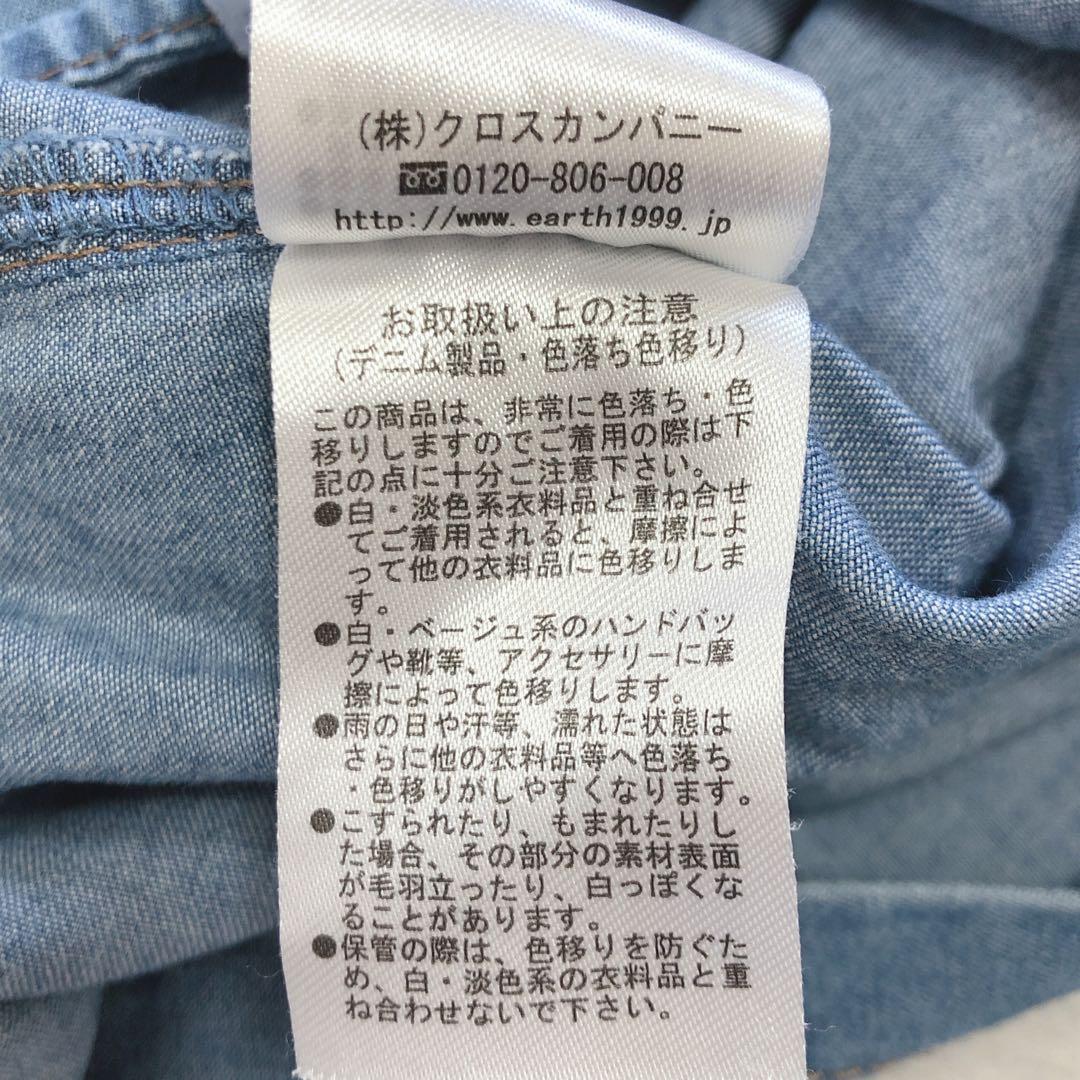 (株)クロスカンパニー
0120-806-008
http://www.earth1999.jp
お取扱い上の注意
(デニム製品・色落ち色移り)
この商品は、非常に色落ち・色
移りしますのでご着用の際は下
記の点に十分ご注意下さい。
●白・淡色系衣料品と重ね合せ
てご着用されると、摩擦によ
って他の衣料品に色移りしま
す。
●白・ベージュ系のハンドバッ
グや靴等、アクセサリーに摩
擦によって色移りします。
●雨の日や汗等、濡れた状態は
さらに他の衣料品等へ色落ち
・色移りがしやすくなります。
●こすられたり、もまれたりし
た場合、その部分の素材表面
が毛羽立ったり、白っぽくな
ることがあります。
●保管の際は、色移りを防ぐた
め、白・淡色系の衣料品と重
ね合わせないで下さい。